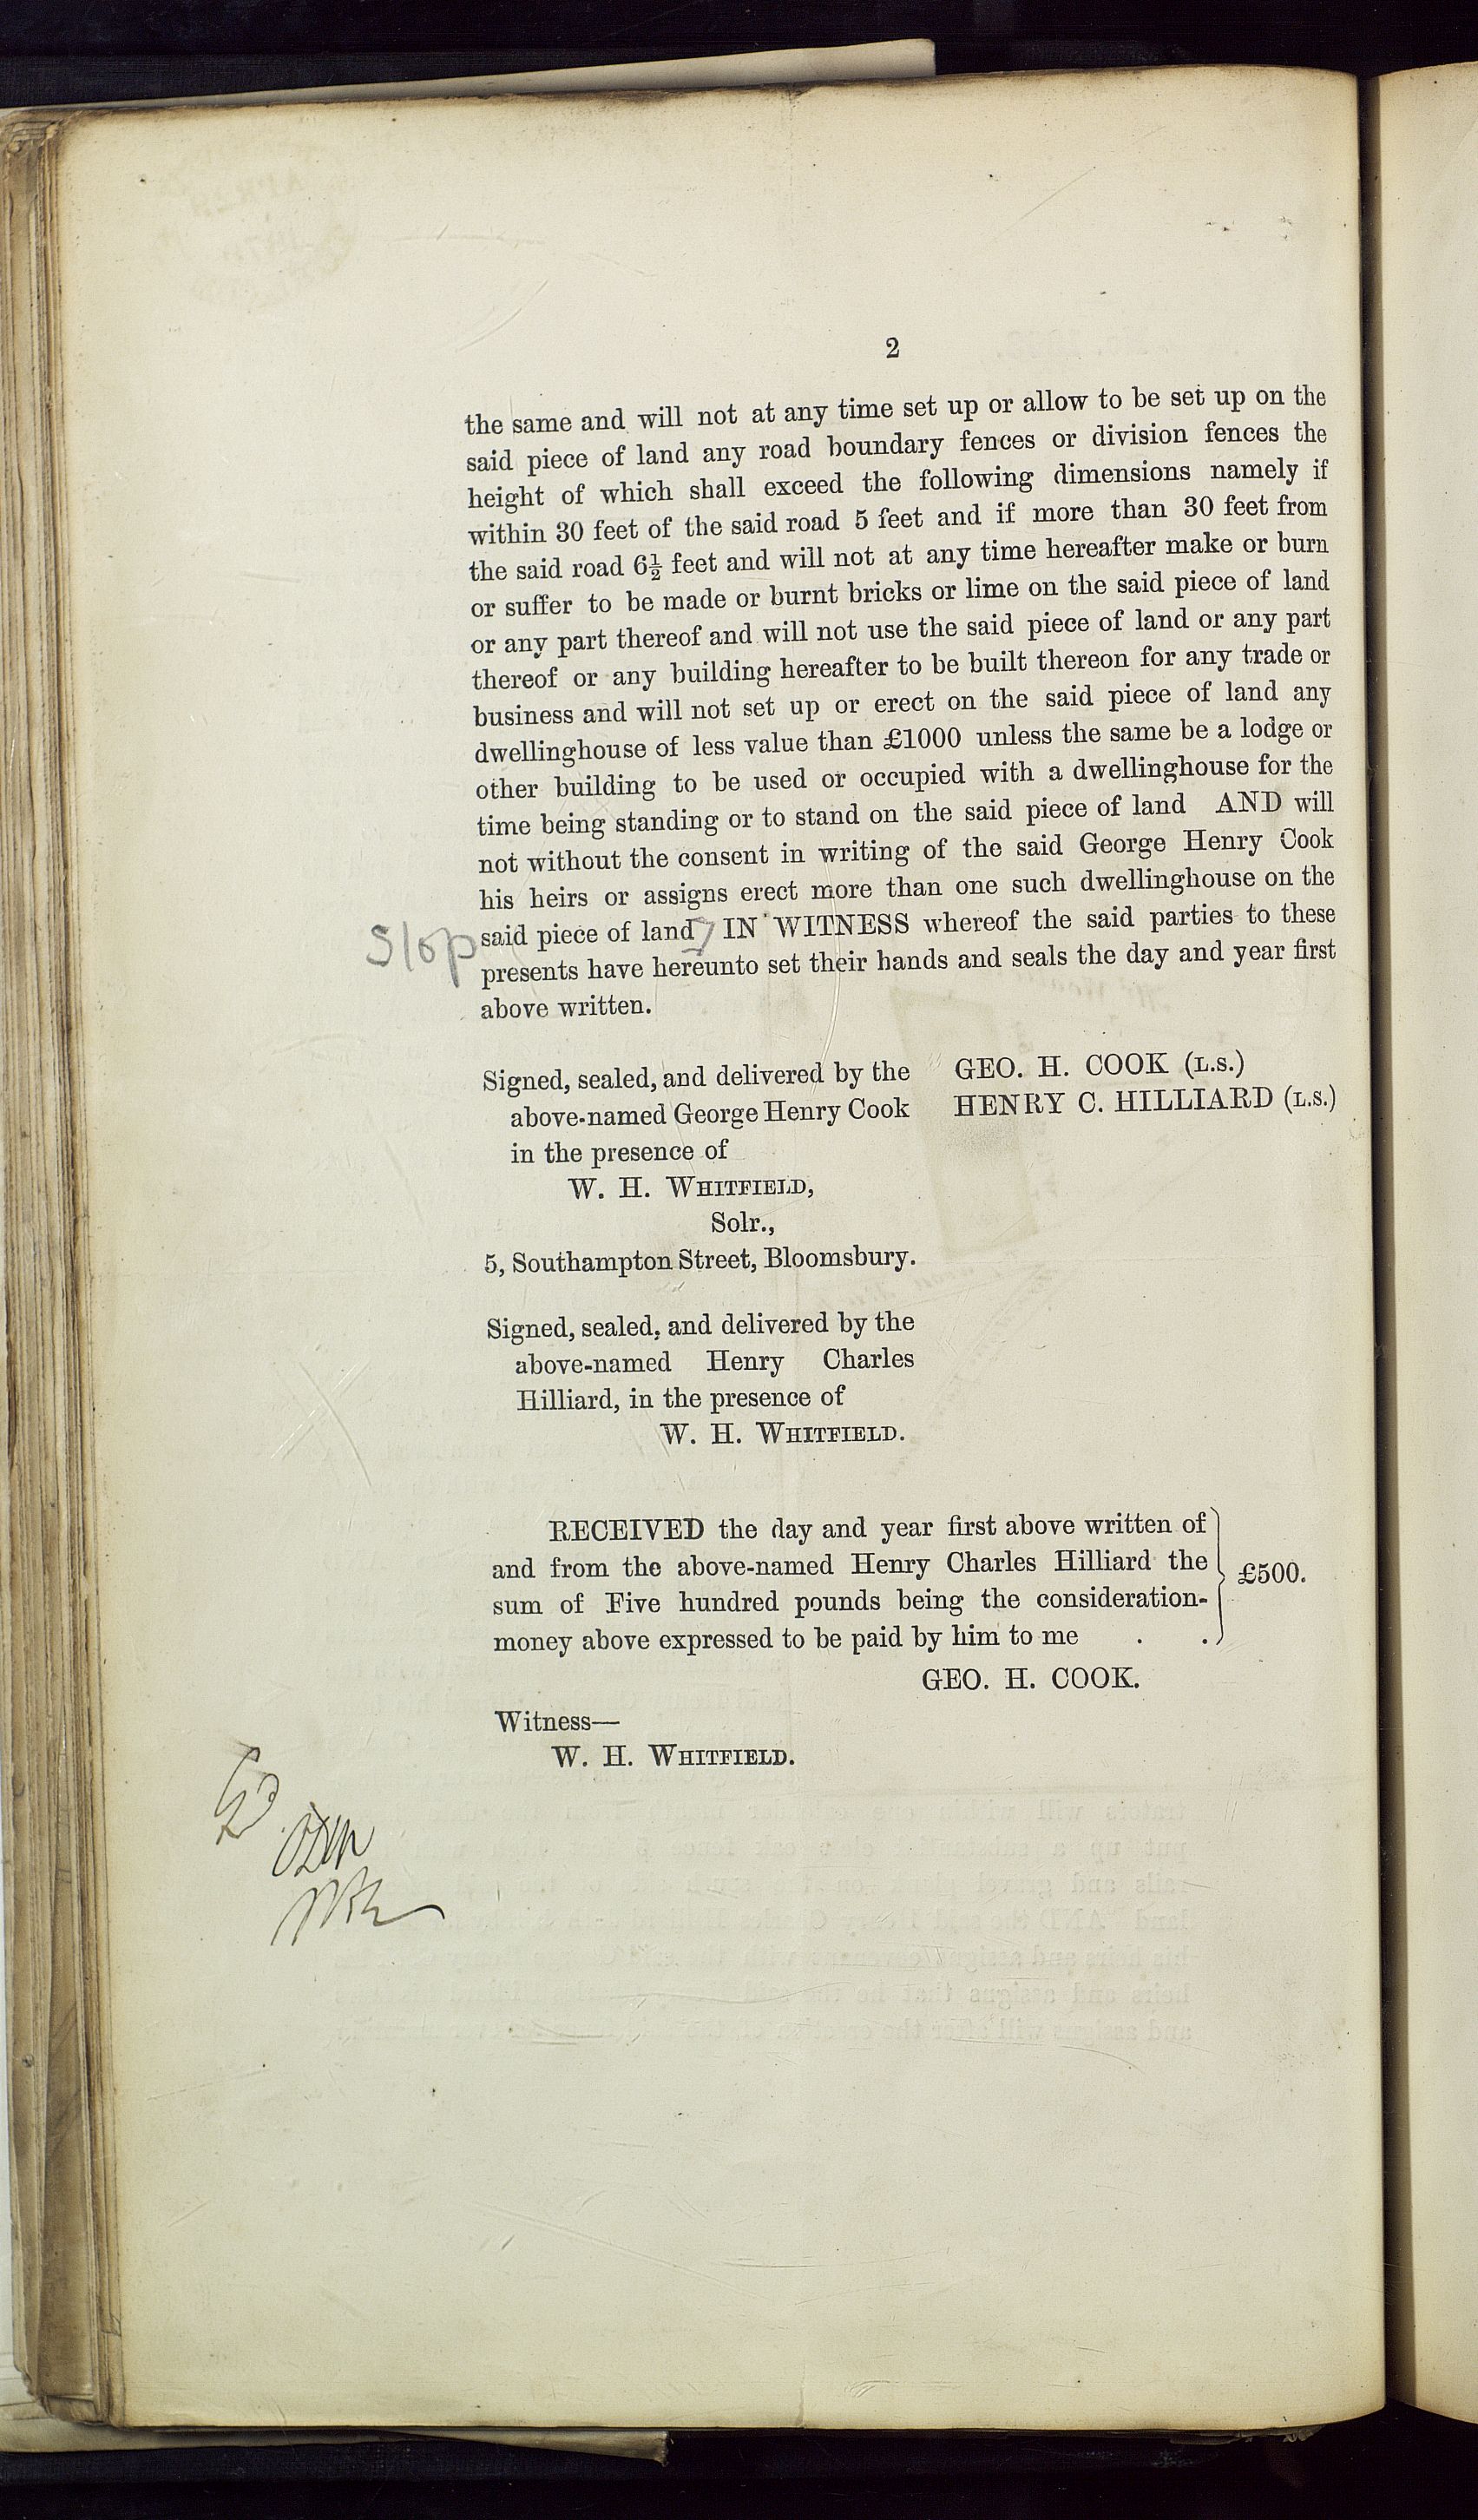 2
the same and will not at any time set up or allow to be set up on the
said piece of land any road boundary fences or division fences the
height of which shall exceed the following dimensions namely if
within 30 feet of the said road 5 feet and if more than 30 feet from
the said road 6½ feet and will not at any time hereafter make or burn
or suffer to be made or burnt bricks or lime on the said piece of land
or any part thereof and will not use the said piece of land or any part
thereof or any building hereafter to be built thereon for any trade or
business and will not set up or erect on the said piece of land any
dwellinghouse of less value than £1000 unless the same be a lodge or
other building to be used or occupied with a dwellinghouse for the
time being standing or to stand on the said piece of land AND will
not without the consent in writing of the said George Henry Cook
his heirs or assigns erect more than one such dwellinghouse on the
Stop said piece of land IN WITNESS whereof the said parties to these
presents have hereunto set their hands and seals the day and year first
above written.
Signed, sealed, and delivered by the GEO. H. COOK (L.S.)
above-named George Henry Cook HENRY C. HILLIARD (L.S.)
in the presence of
W. H. WHITFIELD,
Solr.,
5, Southampton Street, Bloomsbury.
Signed, sealed, and delivered by the
above-named Henry Charles
Hilliard, in the presence of
W. H. WHITFIELD.
RECEIVED the day and year first above written of
and from the above-named Henry Charles Hilliard the
sum of Five hundred pounds being the consideration-
money above expressed to be paid by him to me . .
£500.
GEO. H. COOK.
Witness—
W. H. WHITFIELD.